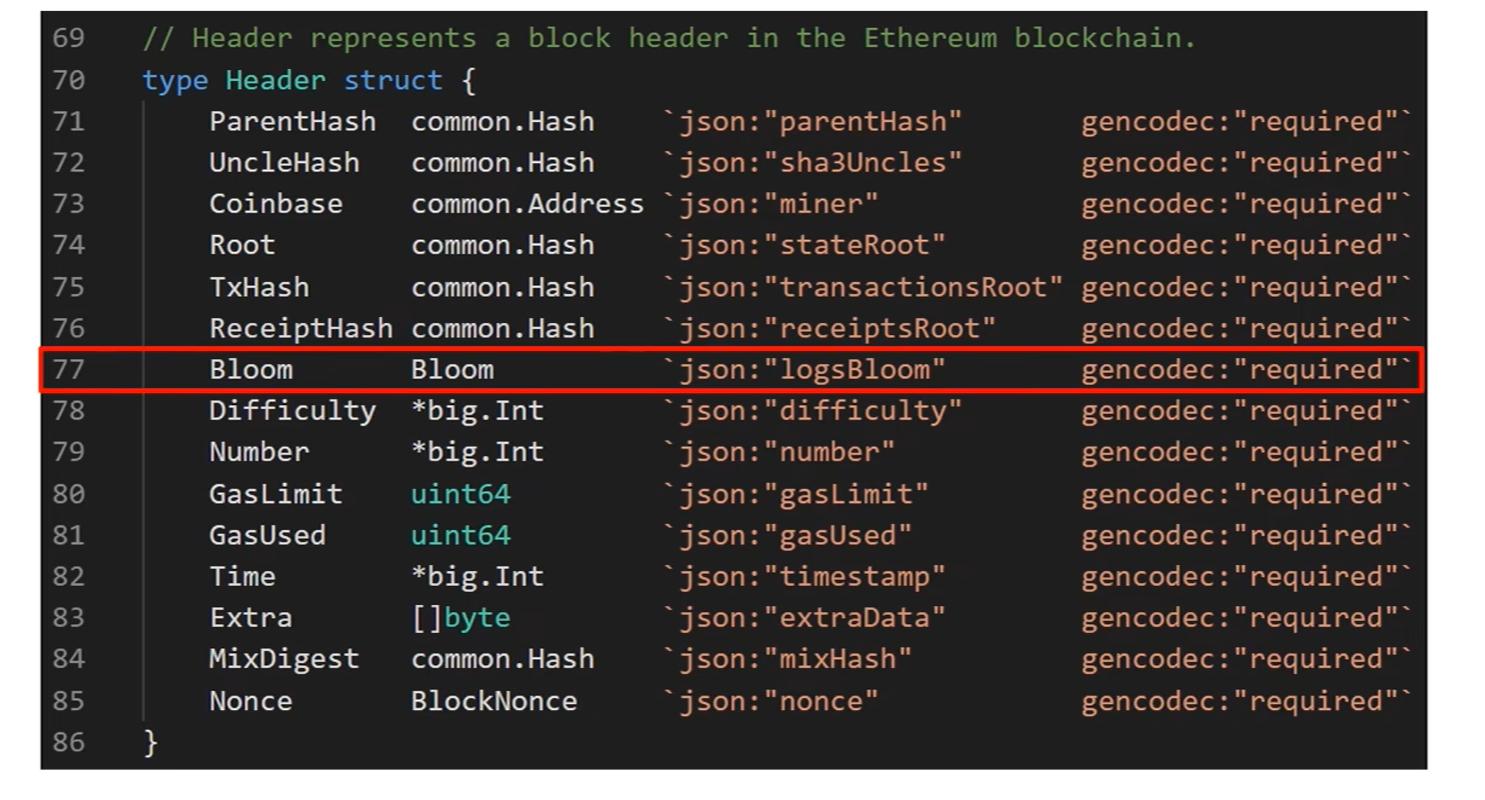 69 // Header represents a block header in the Ethereum blockchain.
70 type Header struct {
71 ParentHash common.Hash `json:"parentHash" gencodec:"required"`
72 UncleHash common.Hash `json:"sha3Uncles" gencodec:"required"`
73 Coinbase common.Address `json:"miner" gencodec:"required"`
74 Root common.Hash `json:"stateRoot" gencodec:"required"`
75 TxHash common.Hash `json:"transactionsRoot" gencodec:"required"`
76 ReceiptHash common.Hash `json:"receiptsRoot" gencodec:"required"`
77 Bloom Bloom `json:"logsBloom" gencodec:"required"`
78 Difficulty *big.Int `json:"difficulty" gencodec:"required"`
79 Number *big.Int `json:"number" gencodec:"required"`
80 GasLimit uint64 `json:"gasLimit" gencodec:"required"`
81 GasUsed uint64 `json:"gasUsed" gencodec:"required"`
82 Time *big.Int `json:"timestamp" gencodec:"required"`
83 Extra []byte `json:"extraData" gencodec:"required"`
84 MixDigest common.Hash `json:"mixHash" gencodec:"required"`
85 Nonce BlockNonce `json:"nonce" gencodec:"required"`
86 }